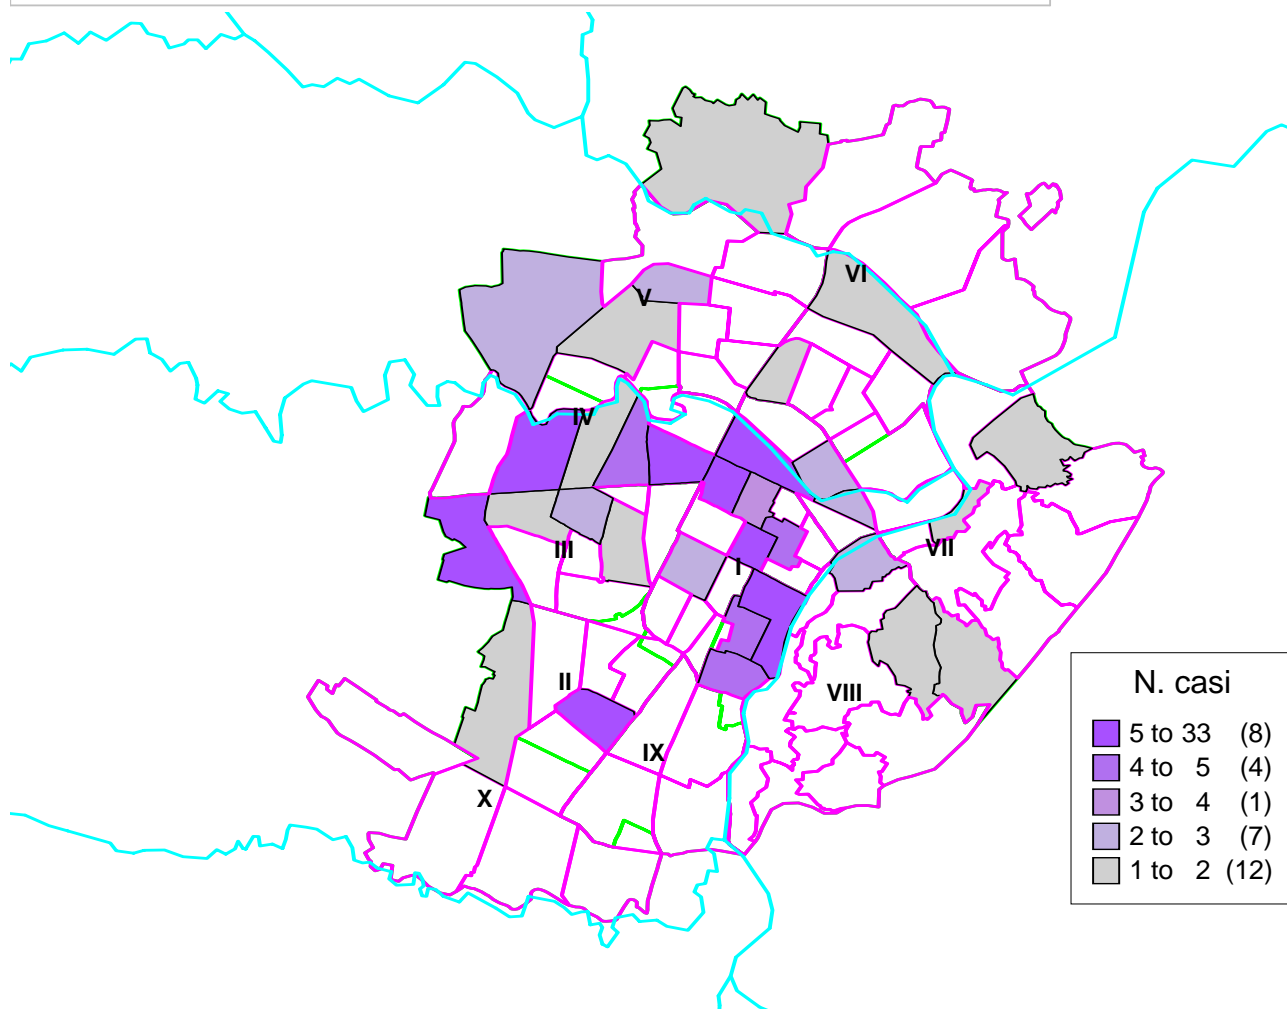 VI
V
IV
III
VII
I
II
VIII
IX
X
N. casi
5 to 33 (8)
4 to 5 (4)
3 to 4 (1)
2 to 3 (7)
1 to 2 (12)